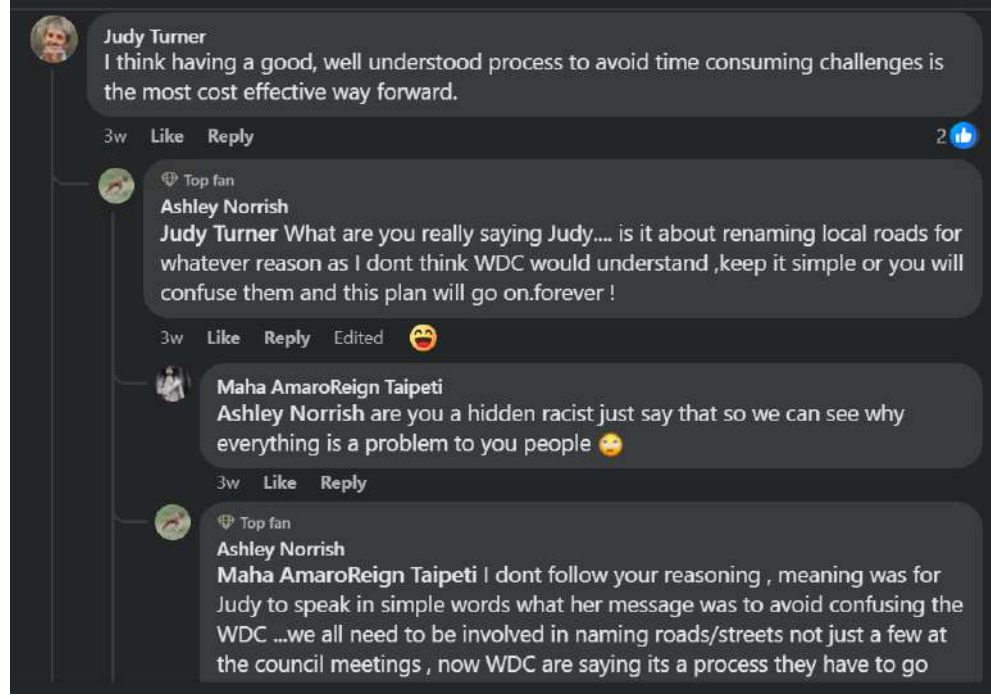 Judy Turner
I think having a good, well understood process to avoid time consuming challenges is
the most cost effective way forward.
3w Like Reply 2
Top fan
Ashley Norrish
Judy Turner What are you really saying Judy.... is it about renaming local roads for
whatever reason as I dont think WDC would understand ,keep it simple or you will
confuse them and this plan will go on.forever !
3w Like Reply Edited
Maha AmaroReign Taipeti
Ashley Norrish are you a hidden racist just say that so we can see why
everything is a problem to you people 🙄
3w Like Reply
Top fan
Ashley Norrish
Maha AmaroReign Taipeti I dont follow your reasoning , meaning was for
Judy to speak in simple words what her message was to avoid confusing the
WDC ...we all need to be involved in naming roads/streets not just a few at
the council meetings , now WDC are saying its a process they have to go